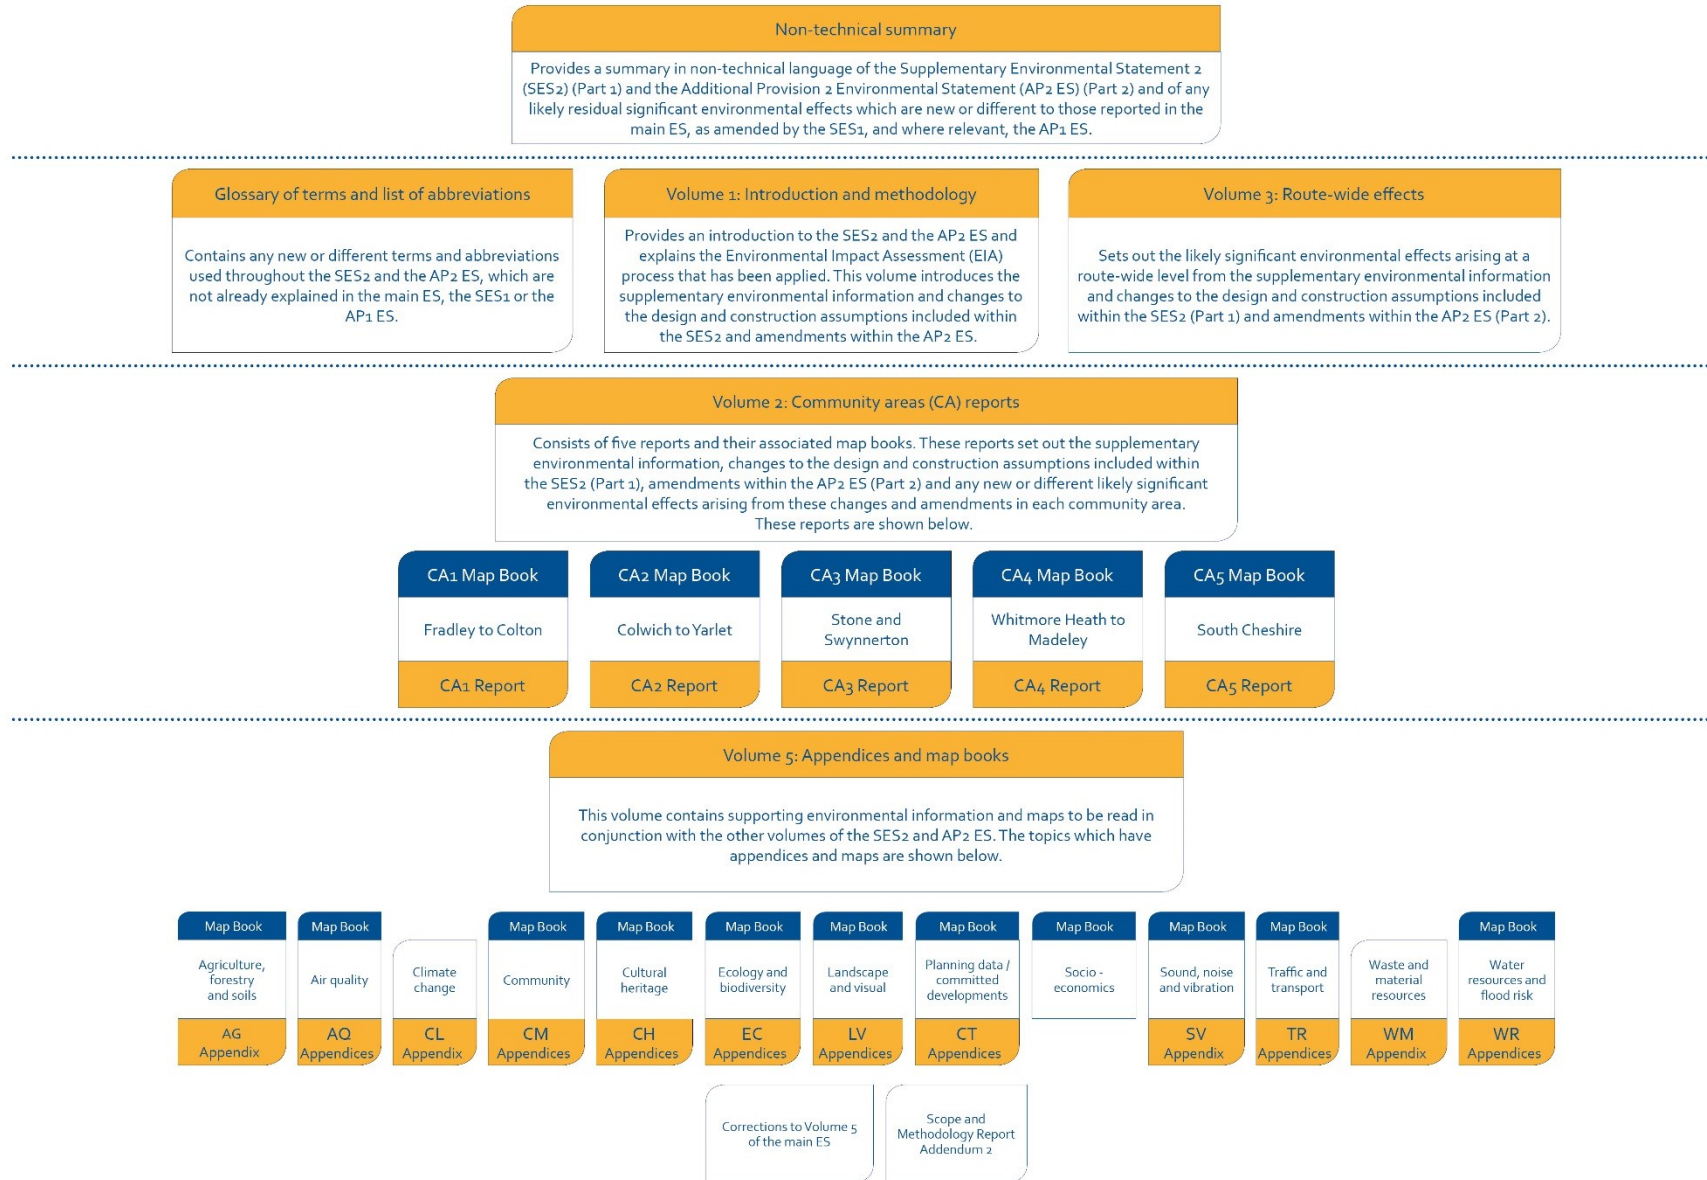 Non-technical summary
Provides a summary in non-technical language of the Supplementary Environmental Statement 2
(SES2) (Part 1) and the Additional Provision 2 Environmental Statement (AP2 ES) (Part 2) and of any
likely residual significant environmental effects which are new or different to those reported in the
main ES, as amended by the SES1, and where relevant, the AP1 ES.
Glossary of terms and list of abbreviations
Contains any new or different terms and abbreviations
used throughout the SES2 and the AP2 ES, which are
not already explained in the main ES, the SES1 or the
AP1 ES.
Volume 1: Introduction and methodology
Provides an introduction to the SES2 and the AP2 ES and
explains the Environmental Impact Assessment (EIA)
process that has been applied. This volume introduces the
supplementary environmental information and changes to
the design and construction assumptions included within
the SES2 and amendments within the AP2 ES.
Volume 3: Route-wide effects
Sets out the likely significant environmental effects arising at a
route-wide level from the supplementary environmental information
and changes to the design and construction assumptions included
within the SES2 (Part 1) and amendments within the AP2 ES (Part 2).
Volume 2: Community areas (CA) reports
Consists of five reports and their associated map books. These reports set out the supplementary
environmental information, changes to the design and construction assumptions included within
the SES2 (Part 1), amendments within the AP2 ES (Part 2) and any new or different likely significant
environmental effects arising from these changes and amendments in each community area.
These reports are shown below.
CA1 Map Book
Fradley to Colton
CA1 Report
CA2 Map Book
Colwich to Yarlet
CA2 Report
CA3 Map Book
Stone and
Swynnerton
CA3 Report
CA4 Map Book
Whitmore Heath to
Madeley
CA4 Report
CA5 Map Book
South Cheshire
CA5 Report
Volume 5: Appendices and map books
This volume contains supporting environmental information and maps to be read in
conjunction with the other volumes of the SES2 and AP2 ES. The topics which have
appendices and maps are shown below.
Map Book
Agriculture,
forestry
and soils
AG
Appendix
Map Book
Air quality
AQ
Appendices
Climate
change
CL
Appendix
Map Book
Community
CM
Appendices
Map Book
Cultural
heritage
CH
Appendices
Map Book
Ecology and
biodiversity
EC
Appendices
Map Book
Landscape
and visual
LV
Appendices
Map Book
Planning data /
committed
developments
CT
Appendices
Map Book
Socio -
economics
Map Book
Sound, noise
and vibration
SV
Appendix
Map Book
Traffic and
transport
TR
Appendices
Waste and
material
resources
WM
Appendix
Map Book
Water
resources and
flood risk
WR
Appendices
Corrections to Volume 5
of the main ES
Scope and
Methodology Report
Addendum 2